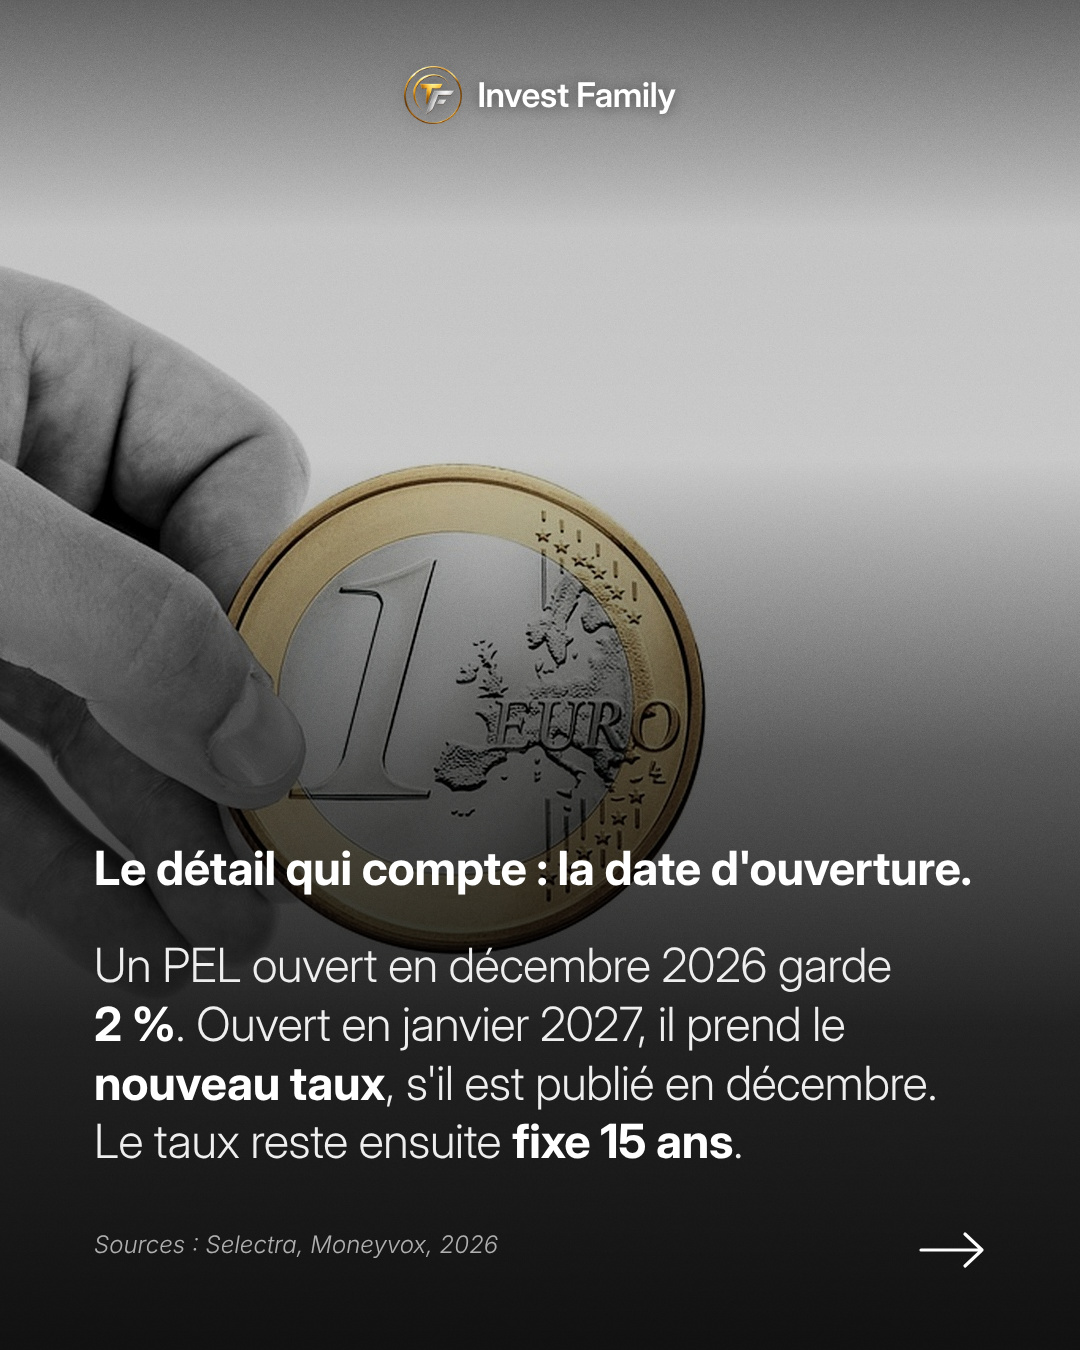 Invest Family
1
EURO
Le détail qui compte : la date d'ouverture.
Un PEL ouvert en décembre 2026 garde
2 %. Ouvert en janvier 2027, il prend le
nouveau taux, s'il est publié en décembre.
Le taux reste ensuite fixe 15 ans.
Sources : Selectra, Moneyvox, 2026